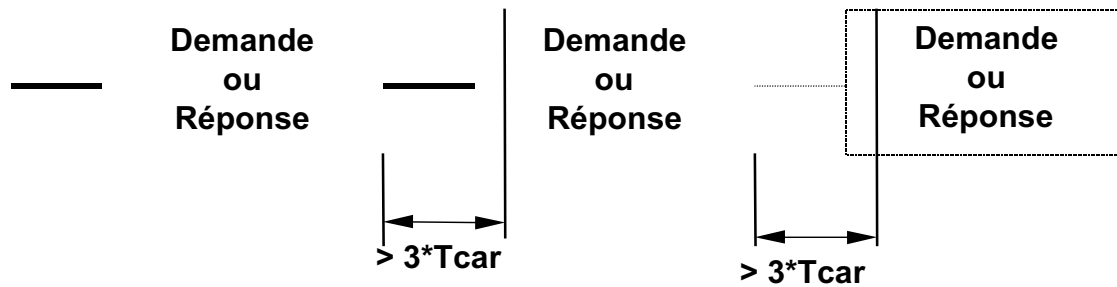 Demande
ou
Réponse
Demande
ou
Réponse
Demande
ou
Réponse
> 3*Tcar
> 3*Tcar